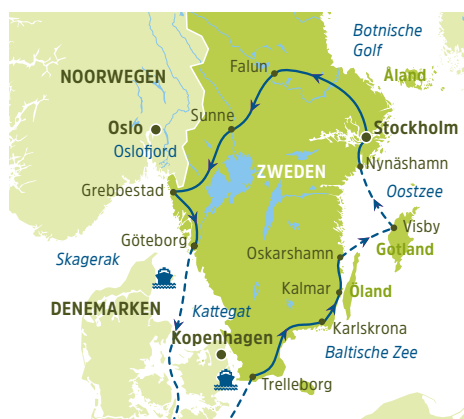 Botnische
Golf
NOORWEGEN
Falun
Åland
Sunne
Oslo
Stockholm
Oslofjord
Nynäshamn
ZWEDEN
Grebbestad
Oostzee
Visby
Göteborg
Gotland
Oskarshamn
Skagerak
Kalmar
Öland
DENEMARKEN
Kattegat
Karlskrona
Kopenhagen
Baltische Zee
Trelleborg